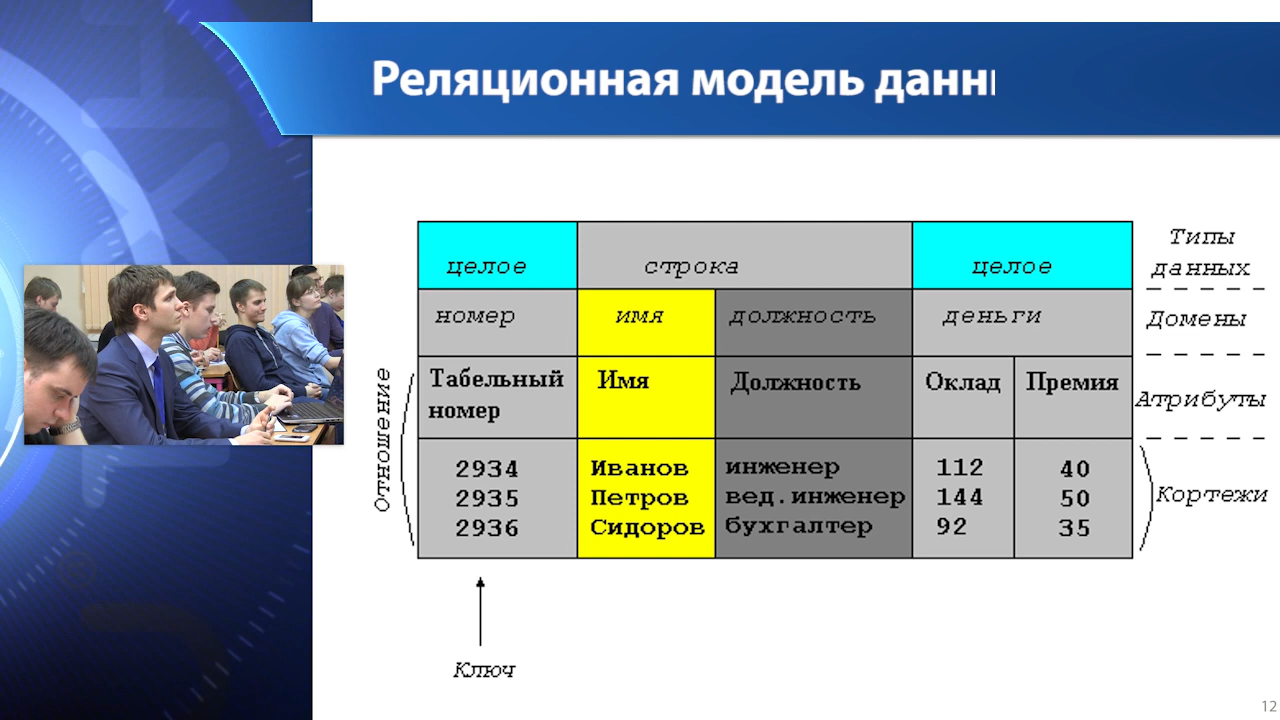 Реляционная модель данн
целое строка целое Типы
данных
номер имя должность деньги Домены
Табельный Имя Должность Оклад Премия Атрибуты
номер
Отношение
2934 Иванов инженер 112 40
2935 Петров вед.инженер 144 50 Кортежи
2936 Сидоров бухгалтер 92 35
Ключ
12